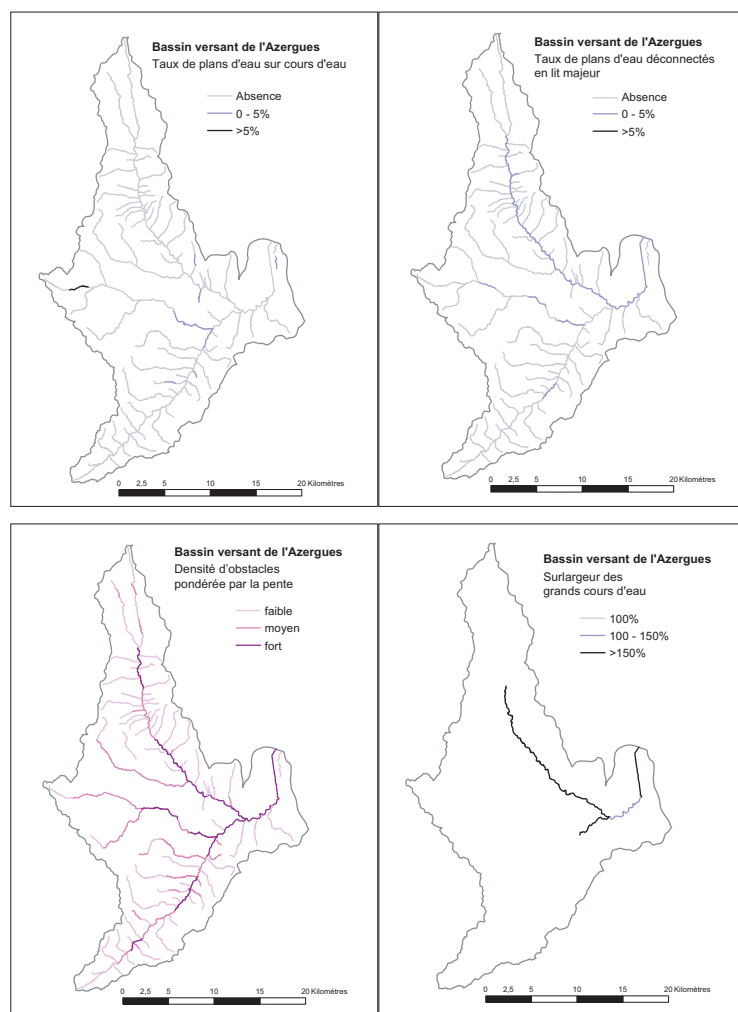 Bassin versant de l'Azergues
Taux de plans d'eau sur cours d'eau
Absence
0 - 5%
>5%
0 2,5 5 10 15 20 Kilomètres
Bassin versant de l'Azergues
Taux de plans d'eau déconnectés
en lit majeur
Absence
0 - 5%
>5%
0 2,5 5 10 15 20 Kilomètres
Bassin versant de l'Azergues
Densité d'obstacles
pondérée par la pente
faible
moyen
fort
0 2,5 5 10 15 20 Kilomètres
Bassin versant de l'Azergues
Surlargeur des
grands cours d'eau
100%
100 - 150%
>150%
0 2,5 5 10 15 20 Kilomètres